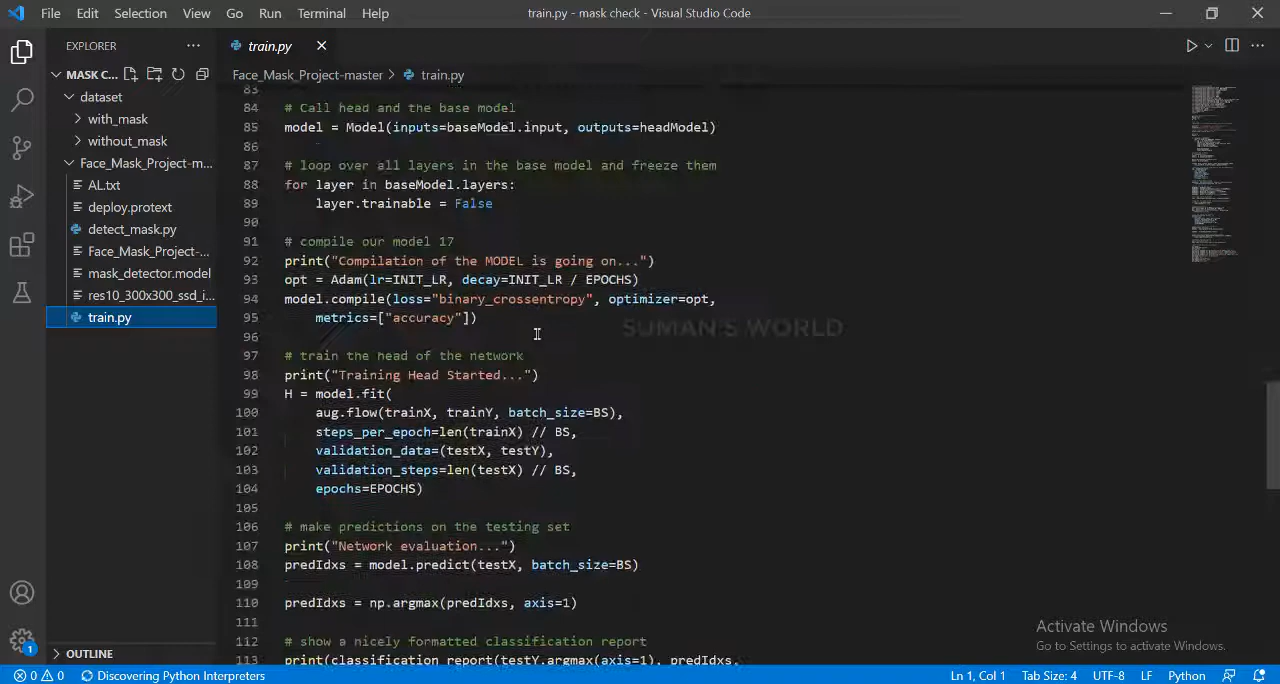 File Edit Selection View Go Run Terminal Help train.py - mask check - Visual Studio Code
EXPLORER
MASK C...
dataset
with_mask
without_mask
Face_Mask_Project-m...
AL.txt
deploy.protext
detect_mask.py
Face_Mask_Project-...
mask_detector.model
res10_300x300_ssd_i...
train.py
OUTLINE
train.py
Face_Mask_Project-master > train.py
83
84 # Call head and the base model
85 model = Model(inputs=baseModel.input, outputs=headModel)
86
87 # loop over all layers in the base model and freeze them
88 for layer in baseModel.layers:
89 layer.trainable = False
90
91 # compile our model 17
92 print("Compilation of the MODEL is going on...")
93 opt = Adam(lr=INIT_LR, decay=INIT_LR / EPOCHS)
94 model.compile(loss="binary_crossentropy", optimizer=opt,
95 metrics=["accuracy"])
96
97 # train the head of the network
98 print("Training Head Started...")
99 H = model.fit(
100 aug.flow(trainX, trainY, batch_size=BS),
101 steps_per_epoch=len(trainX) // BS,
102 validation_data=(testX, testY),
103 validation_steps=len(testX) // BS,
104 epochs=EPOCHS)
105
106 # make predictions on the testing set
107 print("Network evaluation...")
108 predIdxs = model.predict(testX, batch_size=BS)
109
110 predIdxs = np.argmax(predIdxs, axis=1)
111
112 # show a nicely formatted classification report
113 print(classification_report(testY.argmax(axis=1), predIdxs,
SUMAN'S WORLD
Activate Windows
Go to Settings to activate Windows.
1
0 0 Discovering Python Interpreters Ln 1, Col 1 Tab Size: 4 UTF-8 LF Python